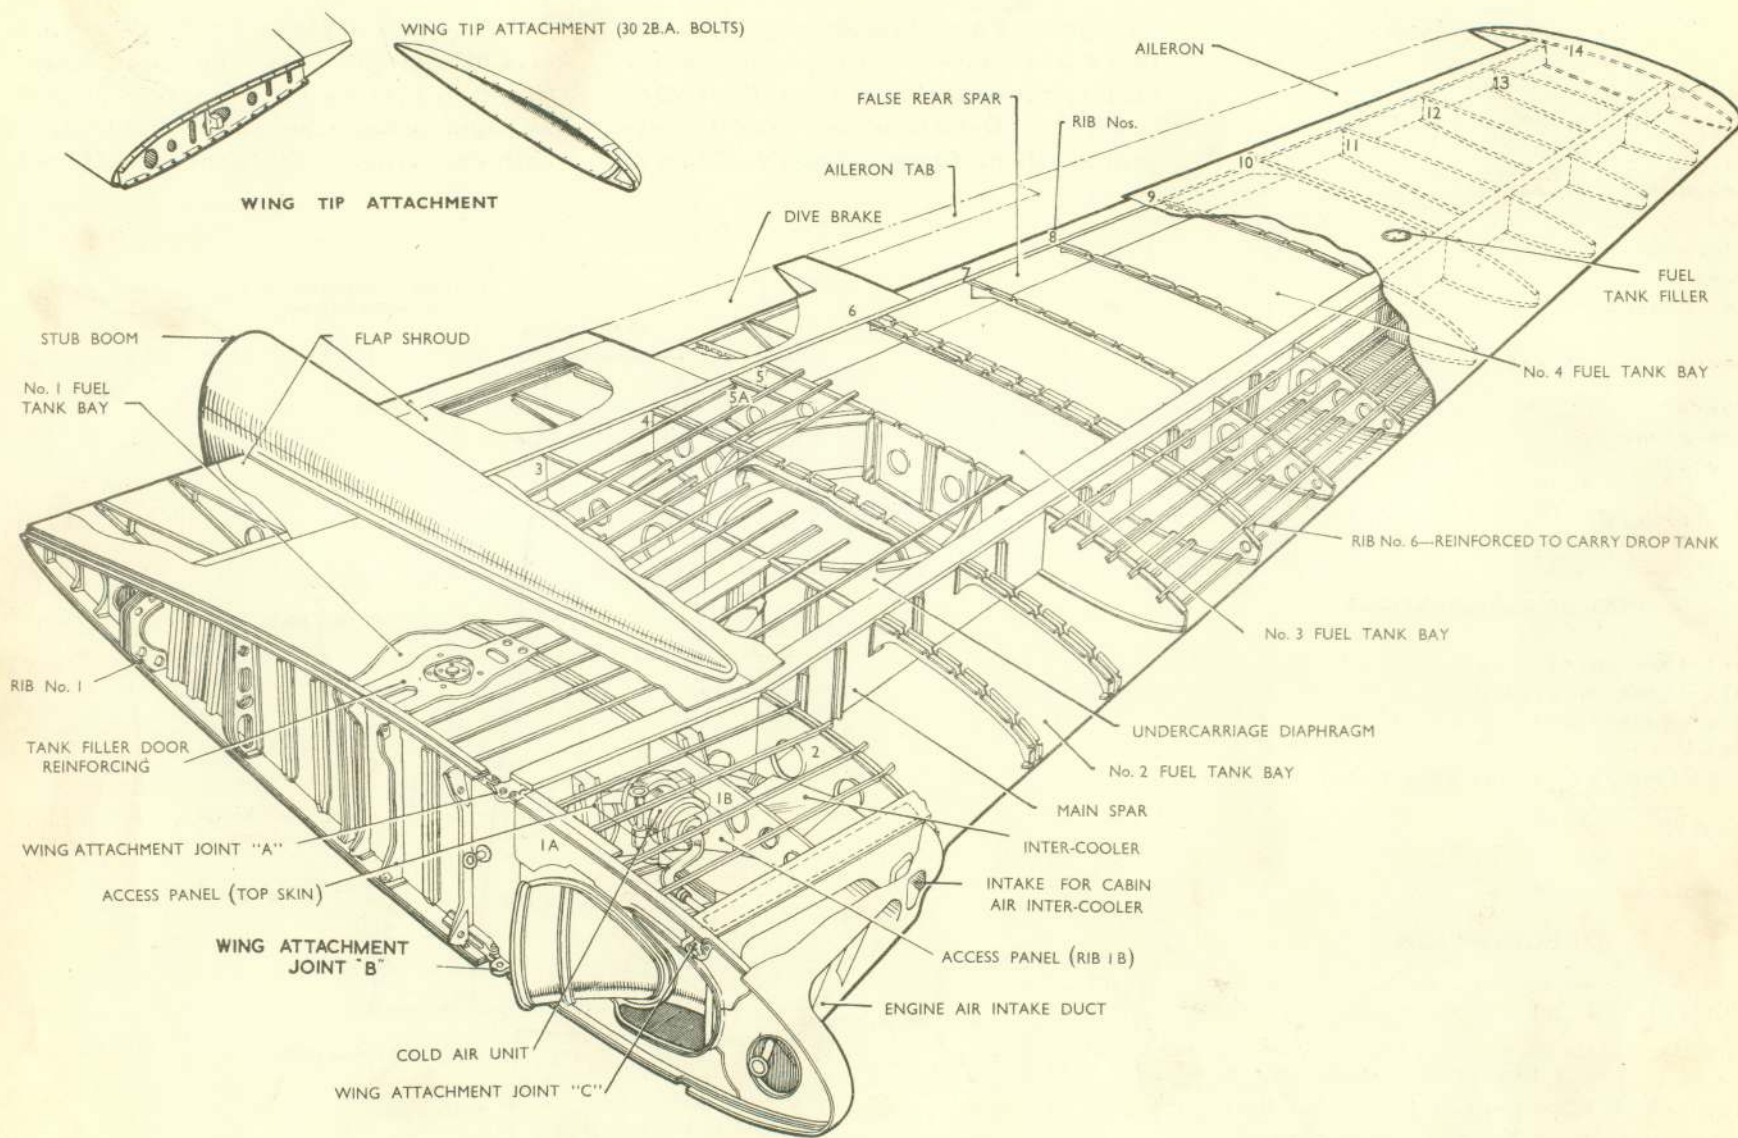 WING TIP ATTACHMENT (30 2B.A. BOLTS)
WING TIP ATTACHMENT
AILERON
FALSE REAR SPAR
RIB Nos.
AILERON TAB
DIVE BRAKE
14
13
12
11
10
9
8
6
5
5A
4
3
FUEL
TANK FILLER
STUB BOOM
FLAP SHROUD
No. 1 FUEL
TANK BAY
No. 4 FUEL TANK BAY
RIB No. 6—REINFORCED TO CARRY DROP TANK
No. 3 FUEL TANK BAY
RIB No. 1
UNDERCARRIAGE DIAPHRAGM
TANK FILLER DOOR
REINFORCING
No. 2 FUEL TANK BAY
2
1B
MAIN SPAR
1A
WING ATTACHMENT JOINT "A"
INTER-COOLER
ACCESS PANEL (TOP SKIN)
INTAKE FOR CABIN
AIR INTER-COOLER
WING ATTACHMENT
JOINT "B"
ACCESS PANEL (RIB 1B)
ENGINE AIR INTAKE DUCT
COLD AIR UNIT
WING ATTACHMENT JOINT "C"